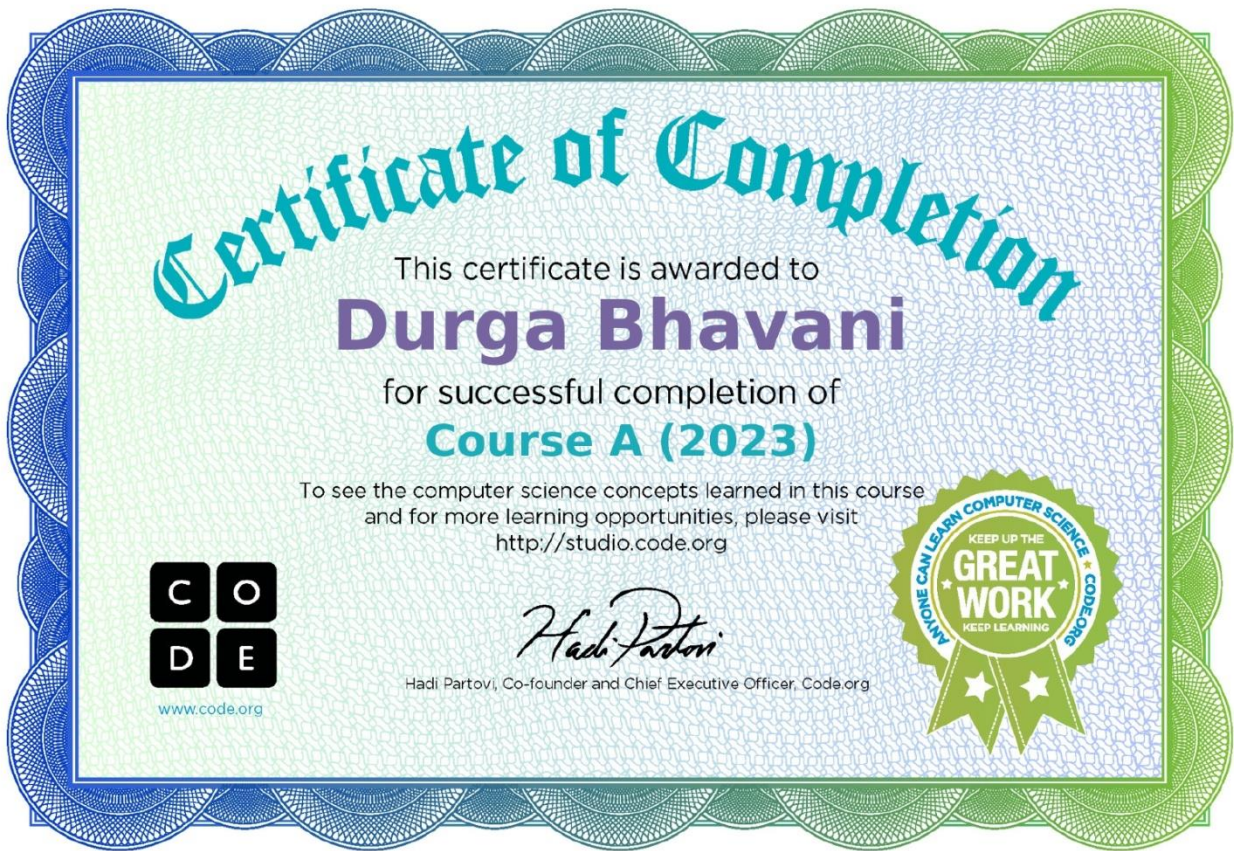 Certificate of Completion
This certificate is awarded to
Durga Bhavani
for successful completion of
Course A (2023)
To see the computer science concepts learned in this course
and for more learning opportunities, please visit
http://studio.code.org
C O
D E
www.code.org
Hadi Partovi
Hadi Partovi, Co-founder and Chief Executive Officer, Code.org
ANYONE CAN LEARN COMPUTER SCIENCE ★ CODE.ORG
KEEP UP THE
GREAT
WORK
KEEP LEARNING